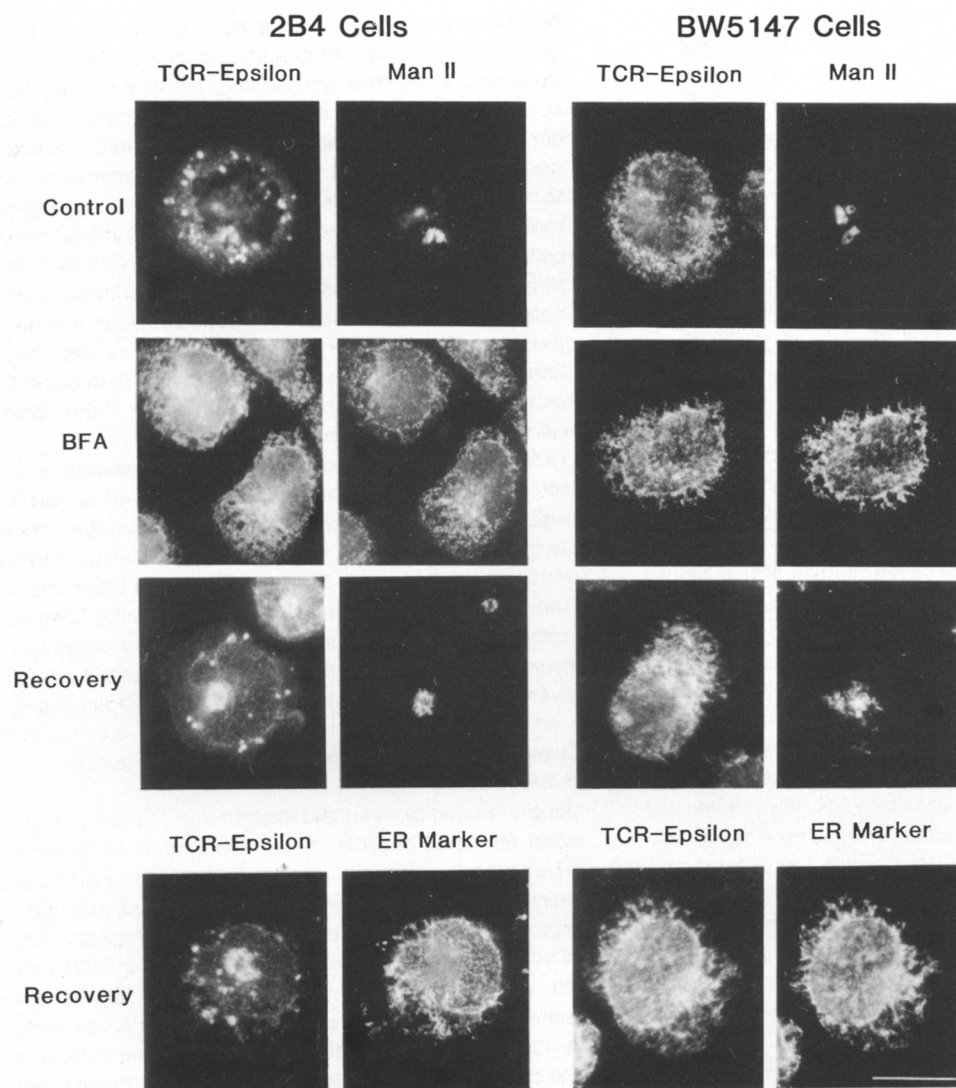 2B4 Cells BW5147 Cells
TCR-Epsilon Man II TCR-Epsilon Man II
Control
BFA
Recovery
TCR-Epsilon ER Marker TCR-Epsilon ER Marker
Recovery